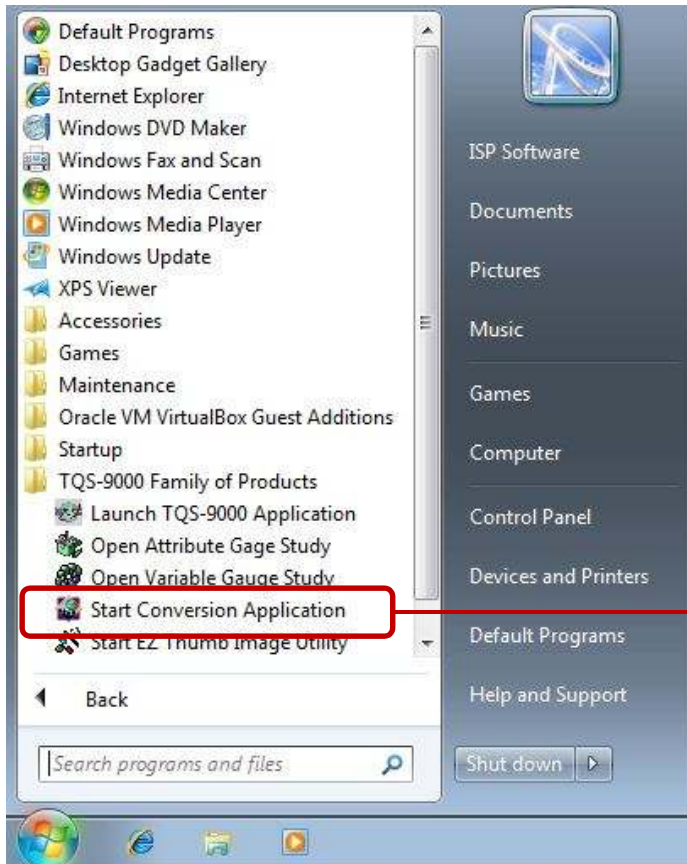 Default Programs
Desktop Gadget Gallery
Internet Explorer
Windows DVD Maker
Windows Fax and Scan
Windows Media Center
Windows Media Player
Windows Update
XPS Viewer
Accessories
Games
Maintenance
Oracle VM VirtualBox Guest Additions
Startup
TQS-9000 Family of Products
Launch TQS-9000 Application
Open Attribute Gage Study
Open Variable Gauge Study
Start Conversion Application
Start EZ Thumb Image Utility
Back
Search programs and files
ISP Software
Documents
Pictures
Music
Games
Computer
Control Panel
Devices and Printers
Default Programs
Help and Support
Shut down